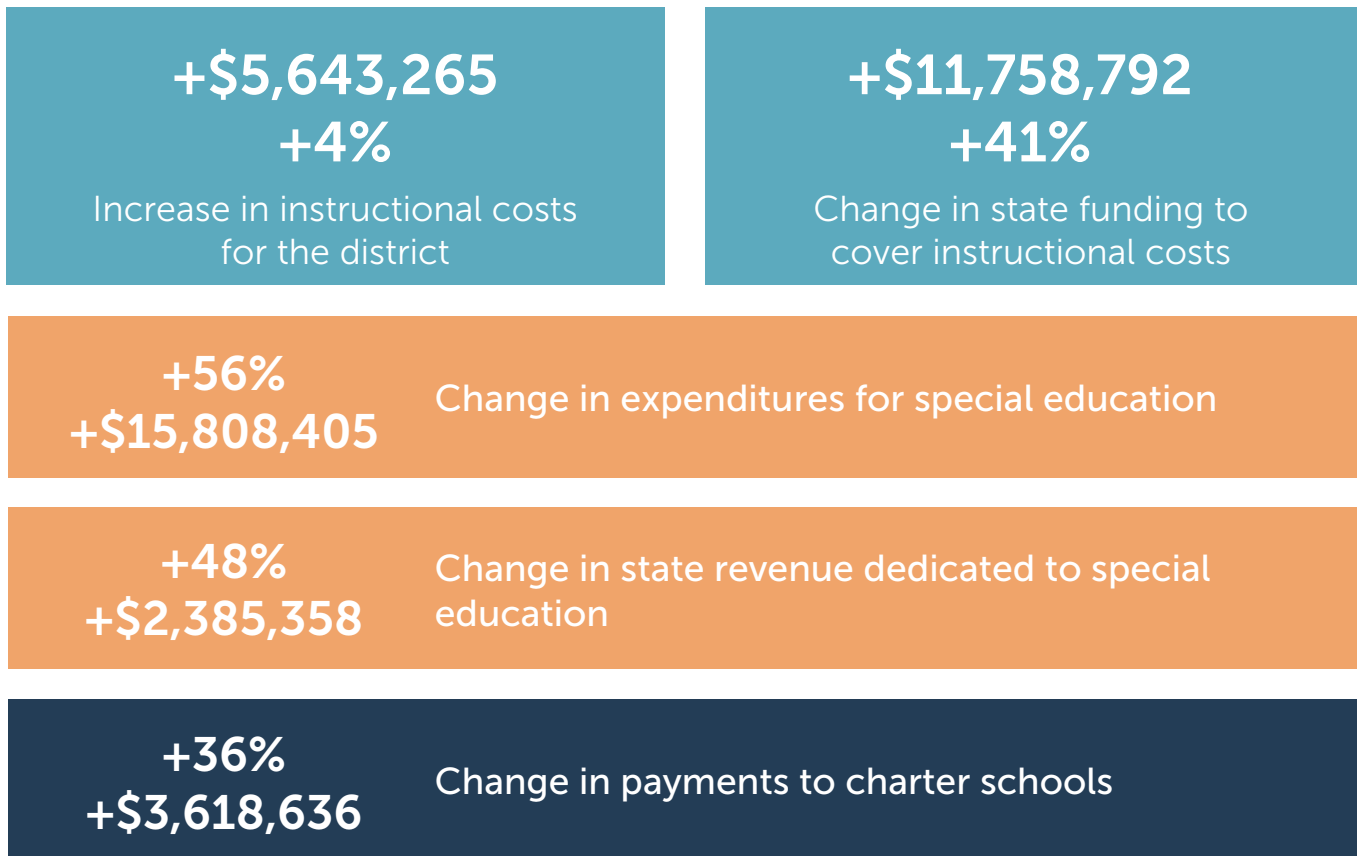 +$5,643,265
+4%
Increase in instructional costs
for the district
+$11,758,792
+41%
Change in state funding to
cover instructional costs
+56%
+$15,808,405
Change in expenditures for special education
+48%
+$2,385,358
Change in state revenue dedicated to special
education
+36%
+$3,618,636
Change in payments to charter schools